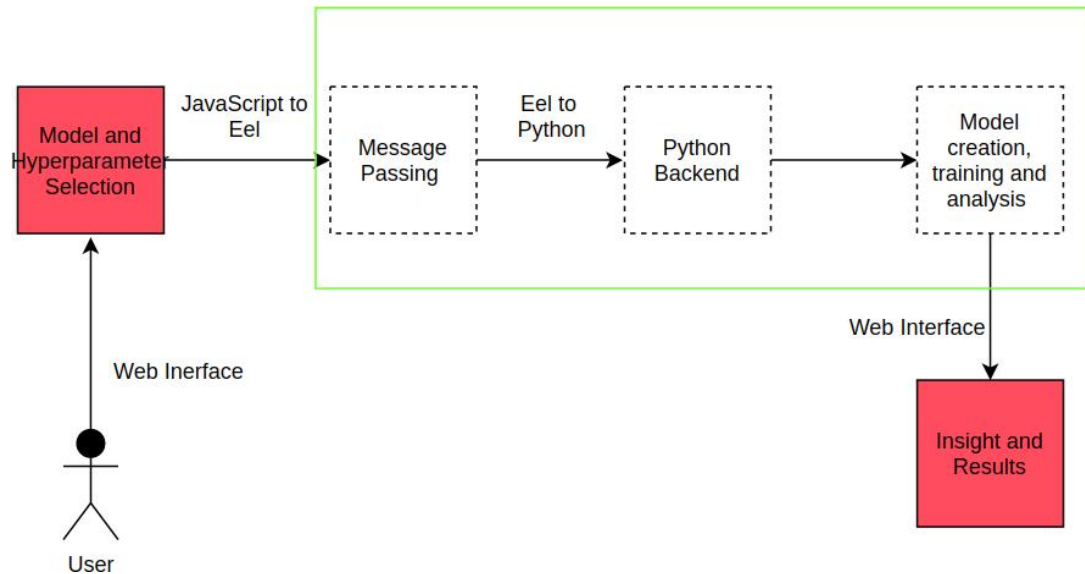 Model and
Hyperparameter
Selection
JavaScript to
Eel
Message
Passing
Eel to
Python
Python
Backend
Model
creation,
training and
analysis
Web Interface
Insight and
Results
Web Inerface
User